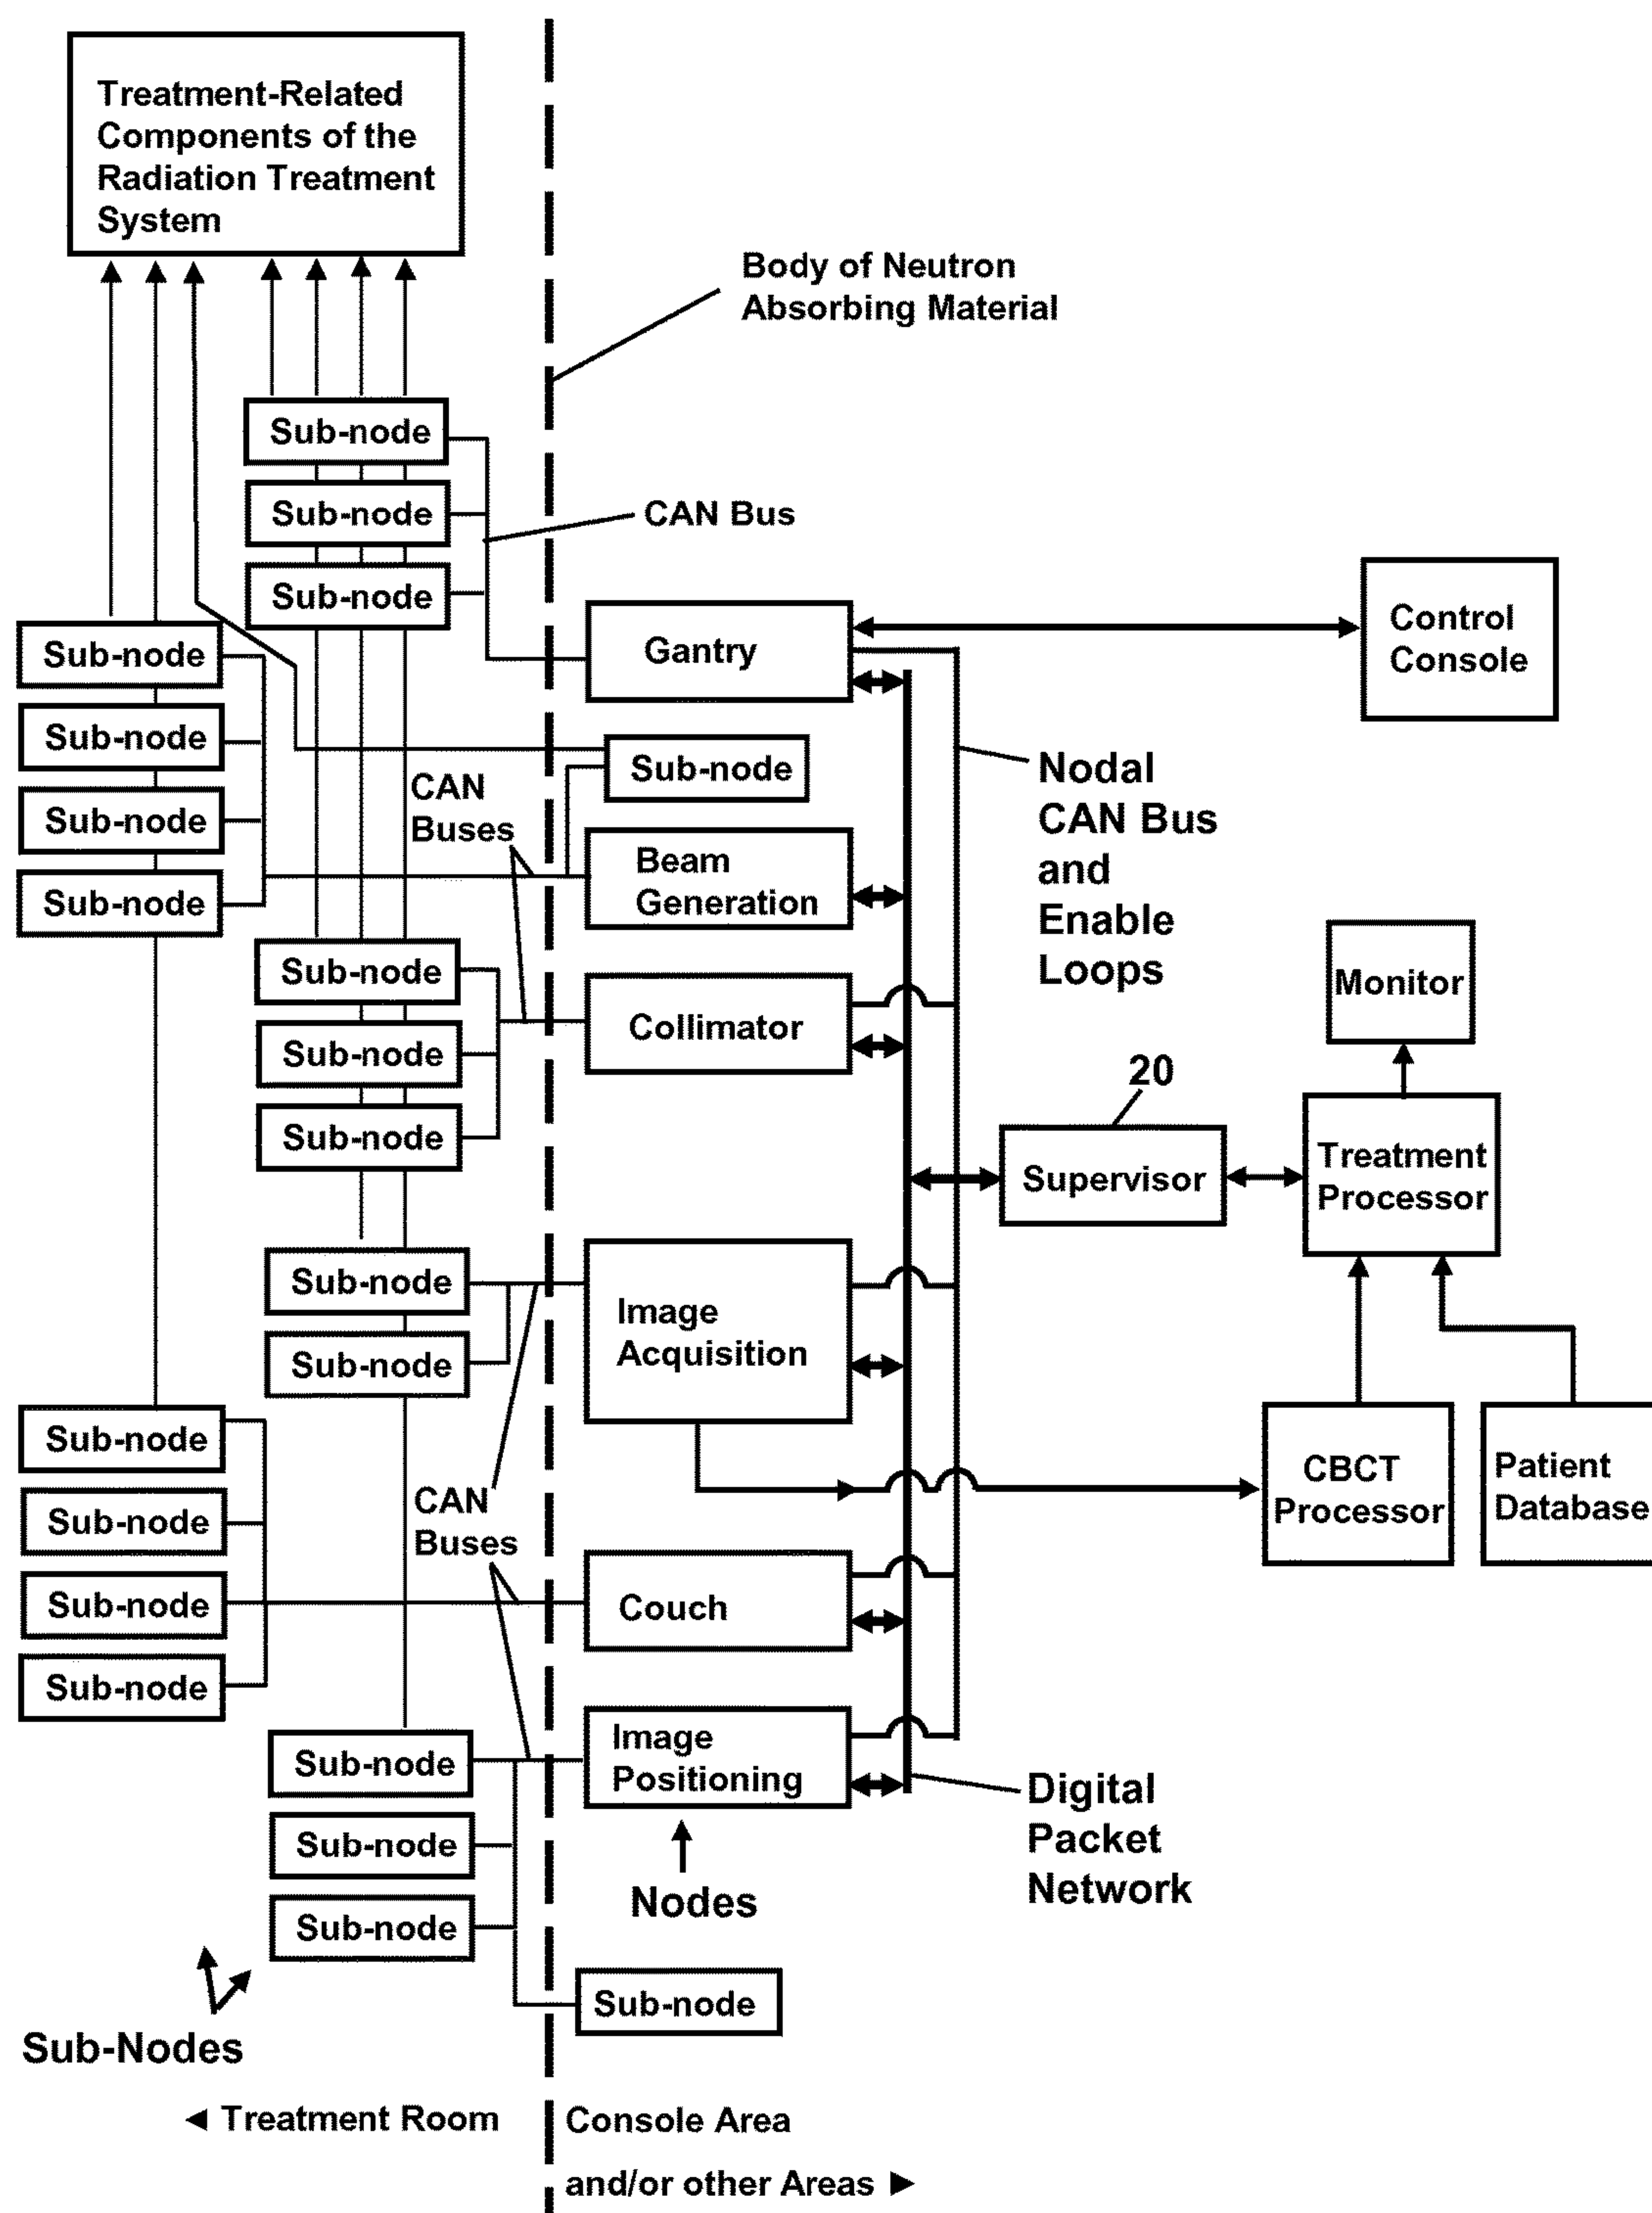 Treatment-Related
Components of the
Radiation Treatment
System
Body of Neutron
Absorbing Material
Sub-node
Sub-node
CAN Bus
Sub-node
Control
Console
Gantry
Sub-node
Sub-node
Sub-node
Sub-node
Sub-node
CAN
Buses
Nodal
CAN Bus
and
Enable
Loops
Beam
Generation
Sub-node
Sub-node
Sub-node
Collimator
Monitor
20
Supervisor
Treatment
Processor
Sub-node
Sub-node
Image
Acquisition
Sub-node
Sub-node
Sub-node
Sub-node
CAN
Buses
CBCT
Processor
Patient
Database
Couch
Sub-node
Sub-node
Sub-node
Image
Positioning
Digital
Packet
Network
Nodes
Sub-node
Sub-Nodes
◄ Treatment Room
Console Area
and/or other Areas ►